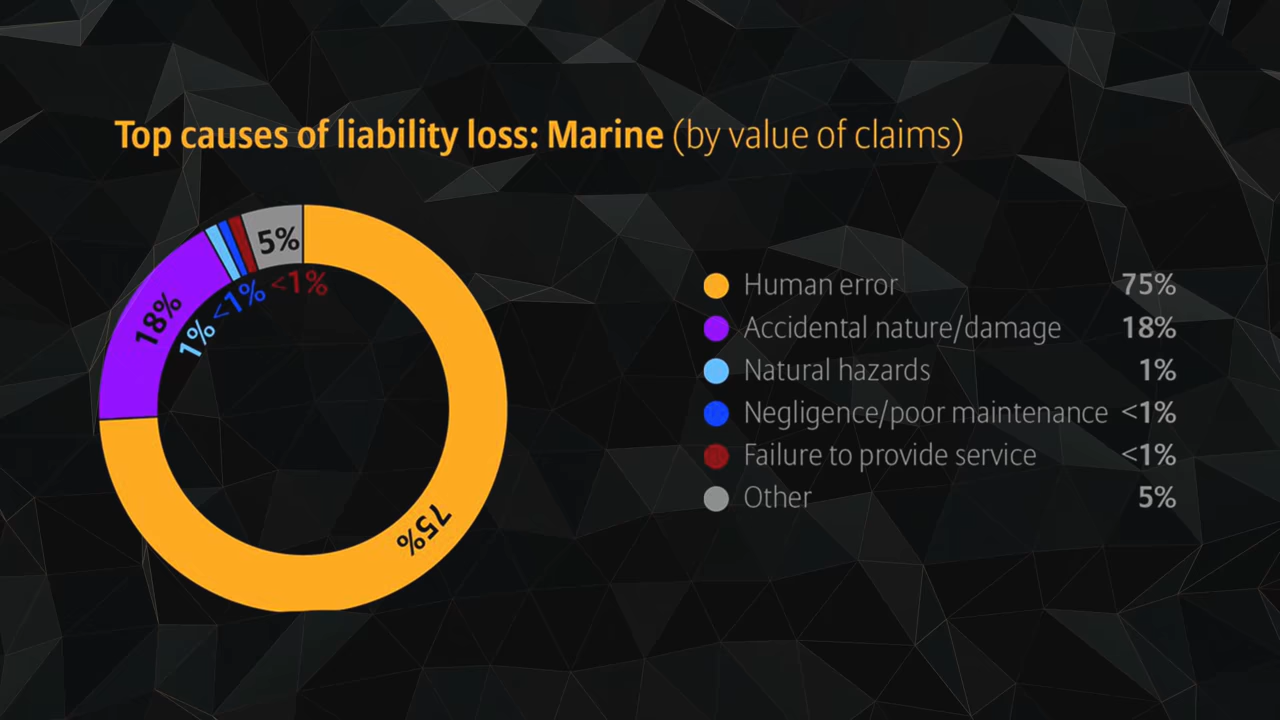 Top causes of liability loss: Marine (by value of claims)
5%
<1%
<1%
1%
18%
75%
Human error 75%
Accidental nature/damage 18%
Natural hazards 1%
Negligence/poor maintenance <1%
Failure to provide service <1%
Other 5%